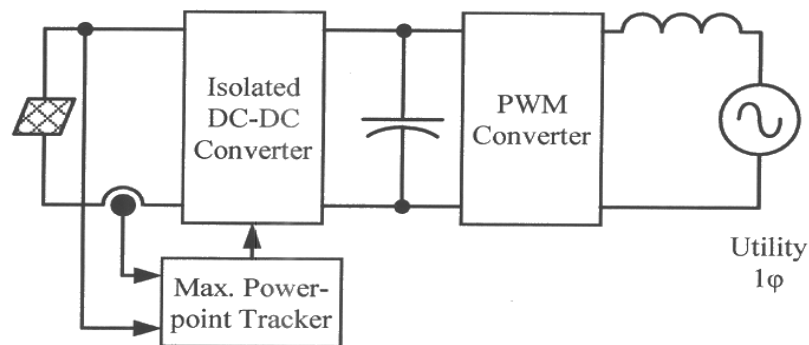 Isolated
DC-DC
Converter
PWM
Converter
Utility
1φ
Max. Power-
point Tracker